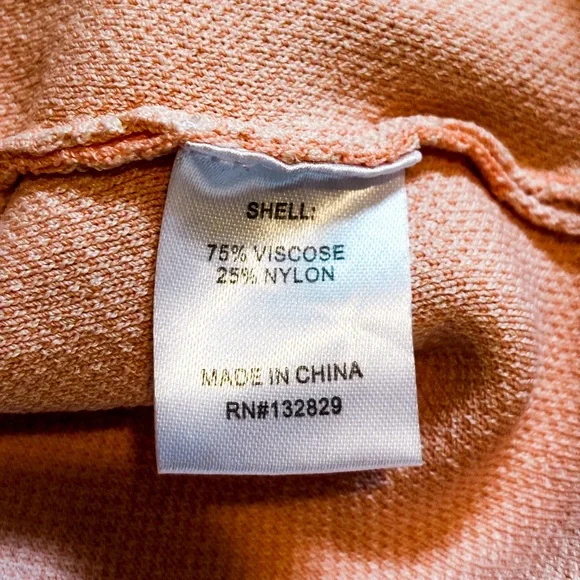 SHELL:
75% VISCOSE
25% NYLON
MADE IN CHINA
RN#132829